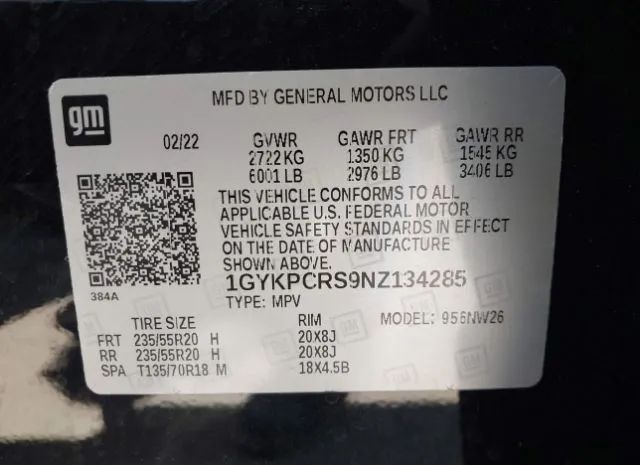 gm
MFD BY GENERAL MOTORS LLC
02/22 GVWR GAWR FRT GAWR RR
2722 KG 1350 KG 1545 KG
6001 LB 2976 LB 3406 LB
THIS VEHICLE CONFORMS TO ALL
APPLICABLE U.S. FEDERAL MOTOR
VEHICLE SAFETY STANDARDS IN EFFECT
ON THE DATE OF MANUFACTURE
SHOWN ABOVE.
384A
1GYKPCRS9NZ134285
TYPE: MPV
TIRE SIZE RIM MODEL: 956NW26
FRT 235/55R20 H 20X8J
RR 235/55R20 H 20X8J
SPA T135/70R18 M 18X4.5B